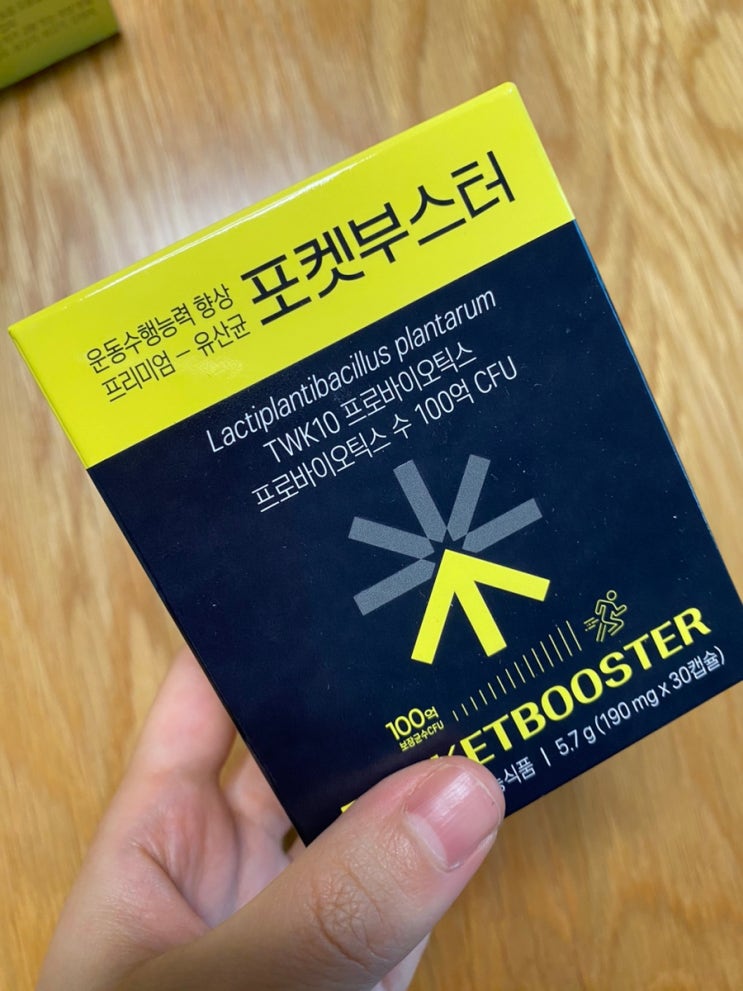 운동수행능력 향상
프리미엄 – 유산균
포켓부스터
Lactiplantibacillus plantarum
TWK10 프로바이오틱스
프로바이오틱스 수 100억 CFU
100억
보장균수CFU
KETBOOSTER
식품 | 5.7 g (190 mg x 30캡슐)